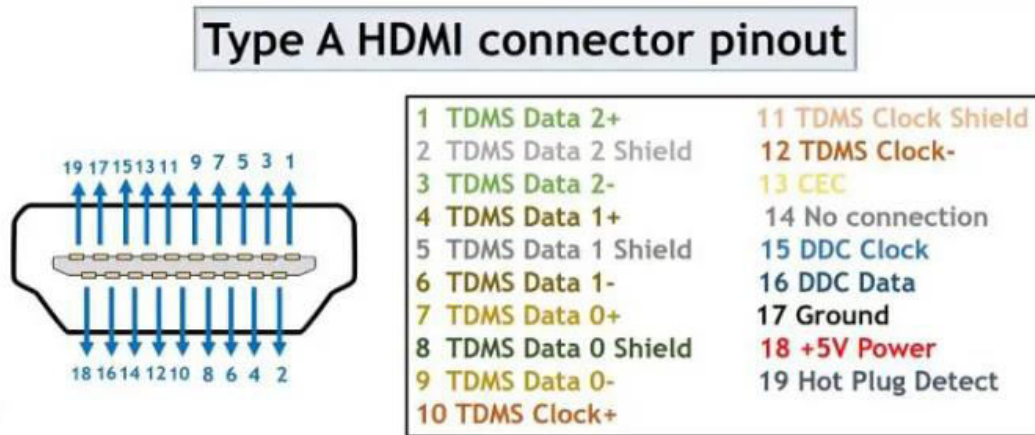 Type A HDMI connector pinout
19 17 15 13 11 9 7 5 3 1
18 16 14 12 10 8 6 4 2
1 TDMS Data 2+
2 TDMS Data 2 Shield
3 TDMS Data 2-
4 TDMS Data 1+
5 TDMS Data 1 Shield
6 TDMS Data 1-
7 TDMS Data 0+
8 TDMS Data 0 Shield
9 TDMS Data 0-
10 TDMS Clock+
11 TDMS Clock Shield
12 TDMS Clock-
13 CEC
14 No connection
15 DDC Clock
16 DDC Data
17 Ground
18 +5V Power
19 Hot Plug Detect